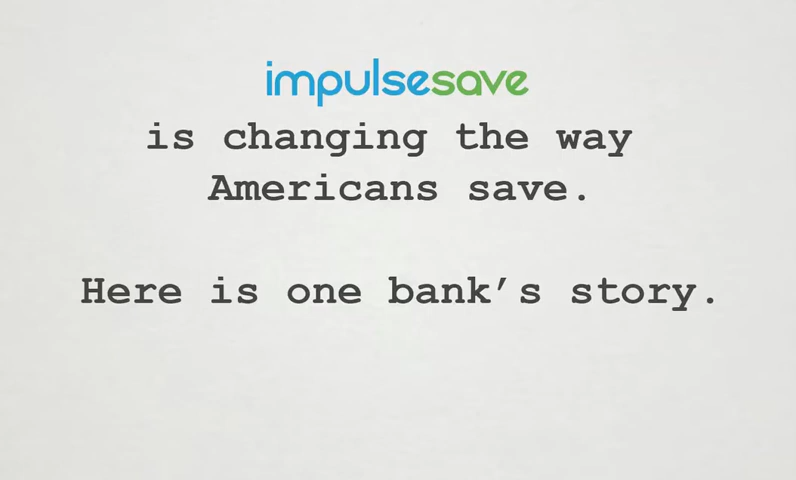 impulsesave
is changing the way
Americans save.
Here is one bank’s story.